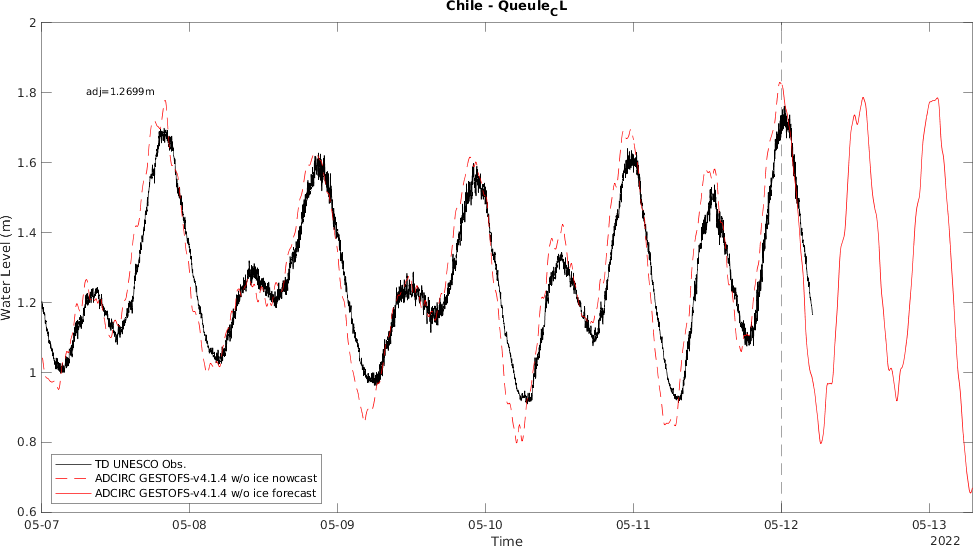 Chile - Queule_CL
2
1.8
1.6
1.4
1.2
1
0.8
0.6
Water Level (m)
adj=1.2699m
TD UNESCO Obs.
ADCIRC GESTOFS-v4.1.4 w/o ice nowcast
ADCIRC GESTOFS-v4.1.4 w/o ice forecast
05-07 05-08 05-09 05-10 05-11 05-12 05-13
Time
2022